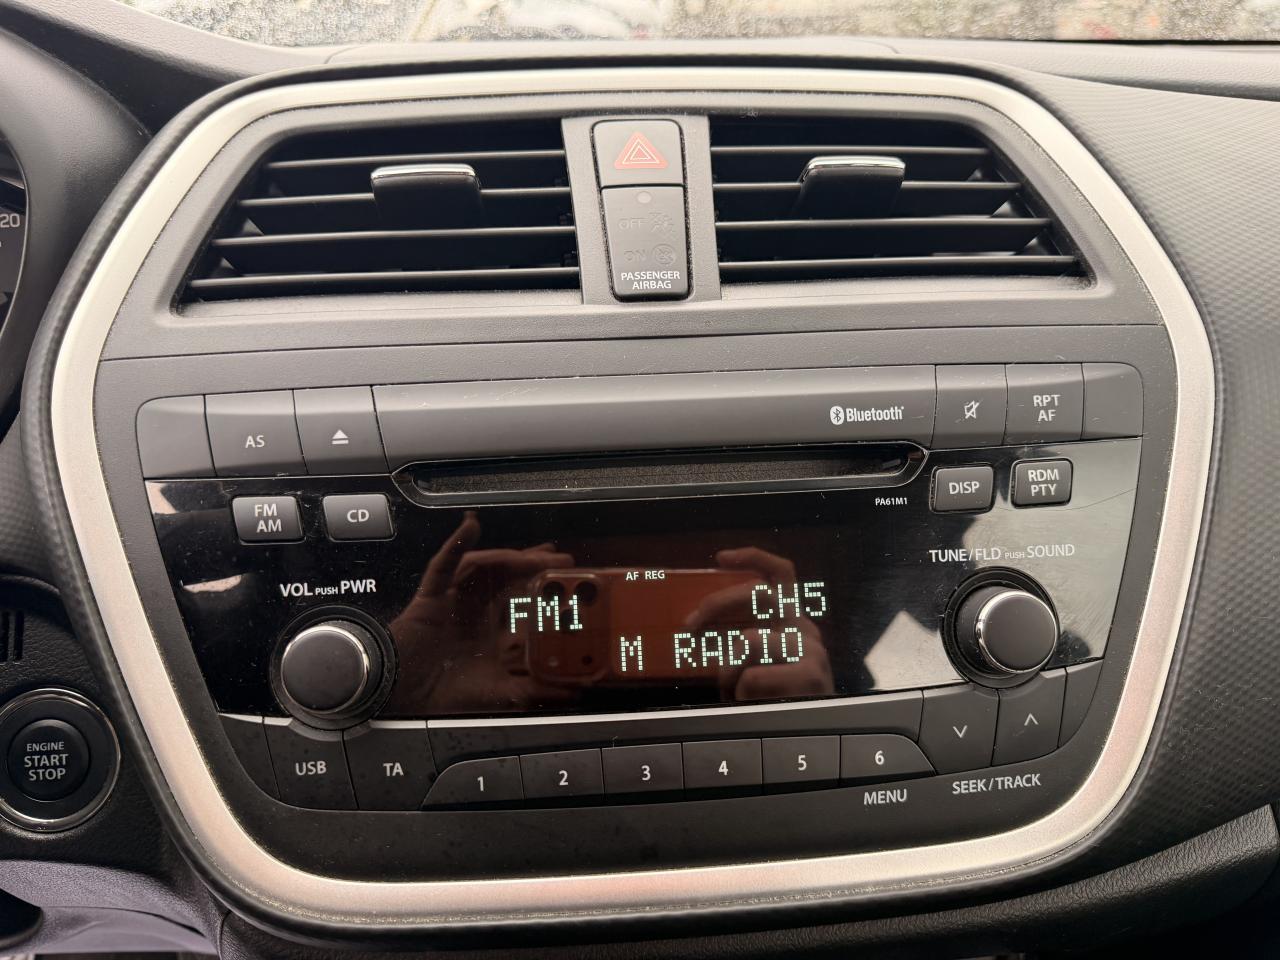 20
OFF
ON
PASSENGER
AIRBAG
Bluetooth®
AS
RPT
AF
FM
AM
CD
PA61M1
DISP
RDM
PTY
VOL PUSH PWR
TUNE/FLD PUSH SOUND
AF REG
FM1 CH5
M RADIO
ENGINE
START
STOP
USB
TA
1
2
3
4
5
6
MENU
SEEK/TRACK